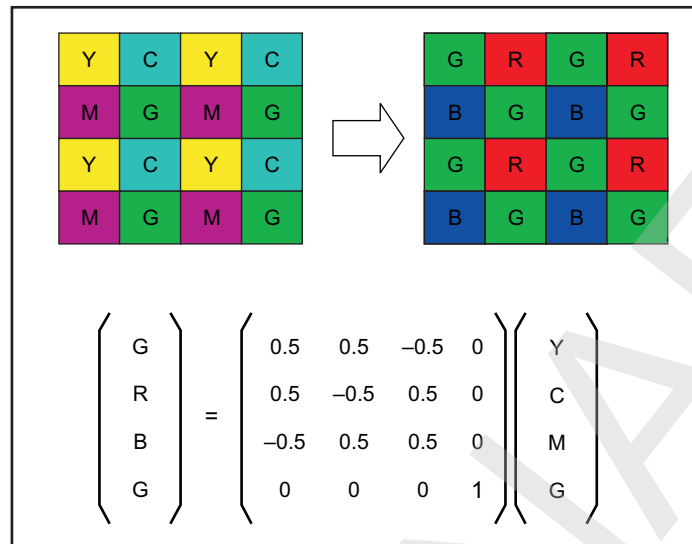 Y C Y C G R G R
M G M G B G B G
Y C Y C G R G R
M G M G B G B G
G 0.5 0.5 –0.5 0 Y
R 0.5 –0.5 0.5 0 C
=
B –0.5 0.5 0.5 0 M
G 0 0 0 1 G